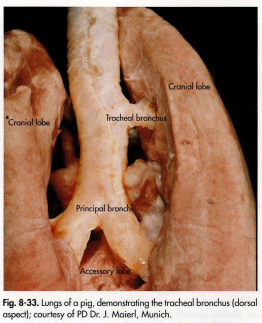 Cranial lobe
Tracheal bronchus
*Cranial lobe
Principal bronchi
Accessory lobe
Fig. 8-33. Lungs of a pig, demonstrating the tracheal bronchus (dorsal
aspect); courtesy of PD Dr. J. Maierl, Munich.